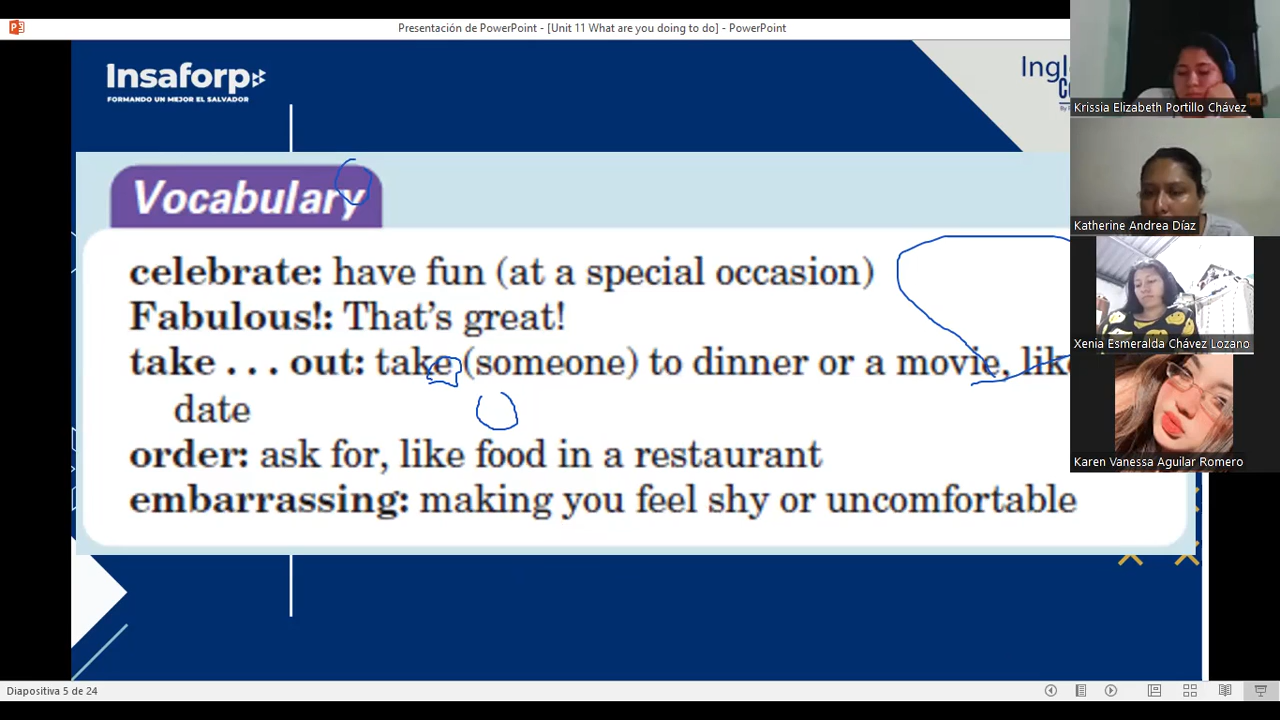 Presentación de PowerPoint - [Unit 11 What are you doing to do] - PowerPoint
Insaforp
FORMANDO UN MEJOR EL SALVADOR
Krissia Elizabeth Portillo Chávez
Katherine Andrea Díaz
Xenia Esmeralda Chávez Lozano
Karen Vanessa Aguilar Romero
Vocabulary
celebrate: have fun (at a special occasion)
Fabulous!: That's great!
take . . . out: take (someone) to dinner or a movie,
date
order: ask for, like food in a restaurant
embarrassing: making you feel shy or uncomfortable
Diapositiva 5 de 24